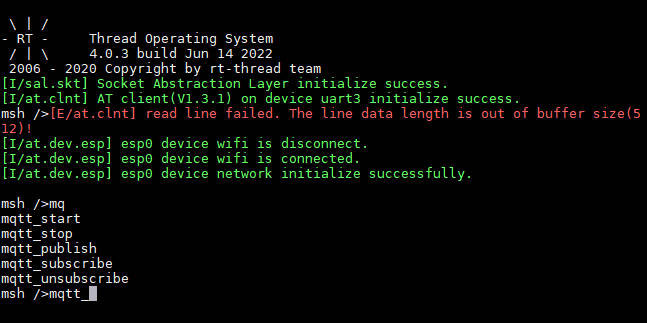 \ | /
- RT -     Thread Operating System
 / | \     4.0.3 build Jun 14 2022
 2006 - 2020 Copyright by rt-thread team
[I/sal.skt] Socket Abstraction Layer initialize success.
[I/at.clnt] AT client(V1.3.1) on device uart3 initialize success.
msh />[E/at.clnt] read line failed. The line data length is out of buffer size(5
12)!
[I/at.dev.esp] esp0 device wifi is disconnect.
[I/at.dev.esp] esp0 device wifi is connected.
[I/at.dev.esp] esp0 device network initialize successfully.

msh />mq
mqtt_start
mqtt_stop
mqtt_publish
mqtt_subscribe
mqtt_unsubscribe
msh />mqtt_